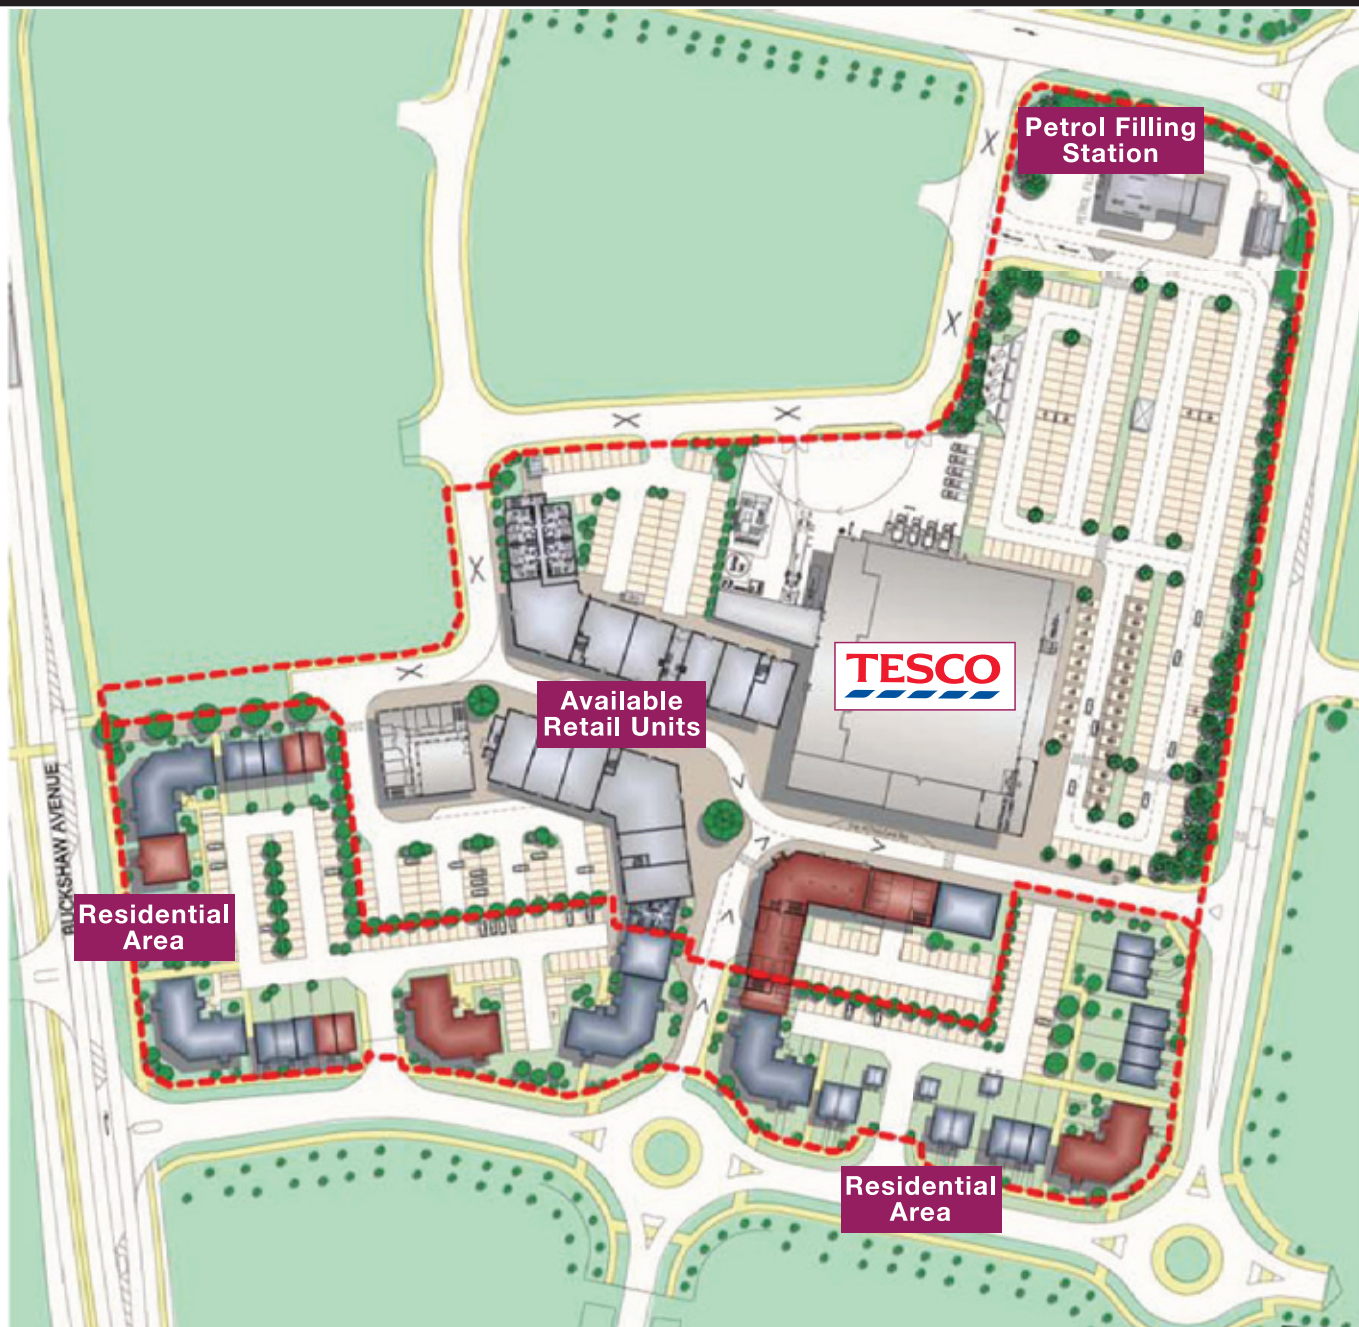 Petrol Filling
Station
TESCO
Available
Retail Units
BUCKSHAW AVENUE
Residential
Area
Residential
Area